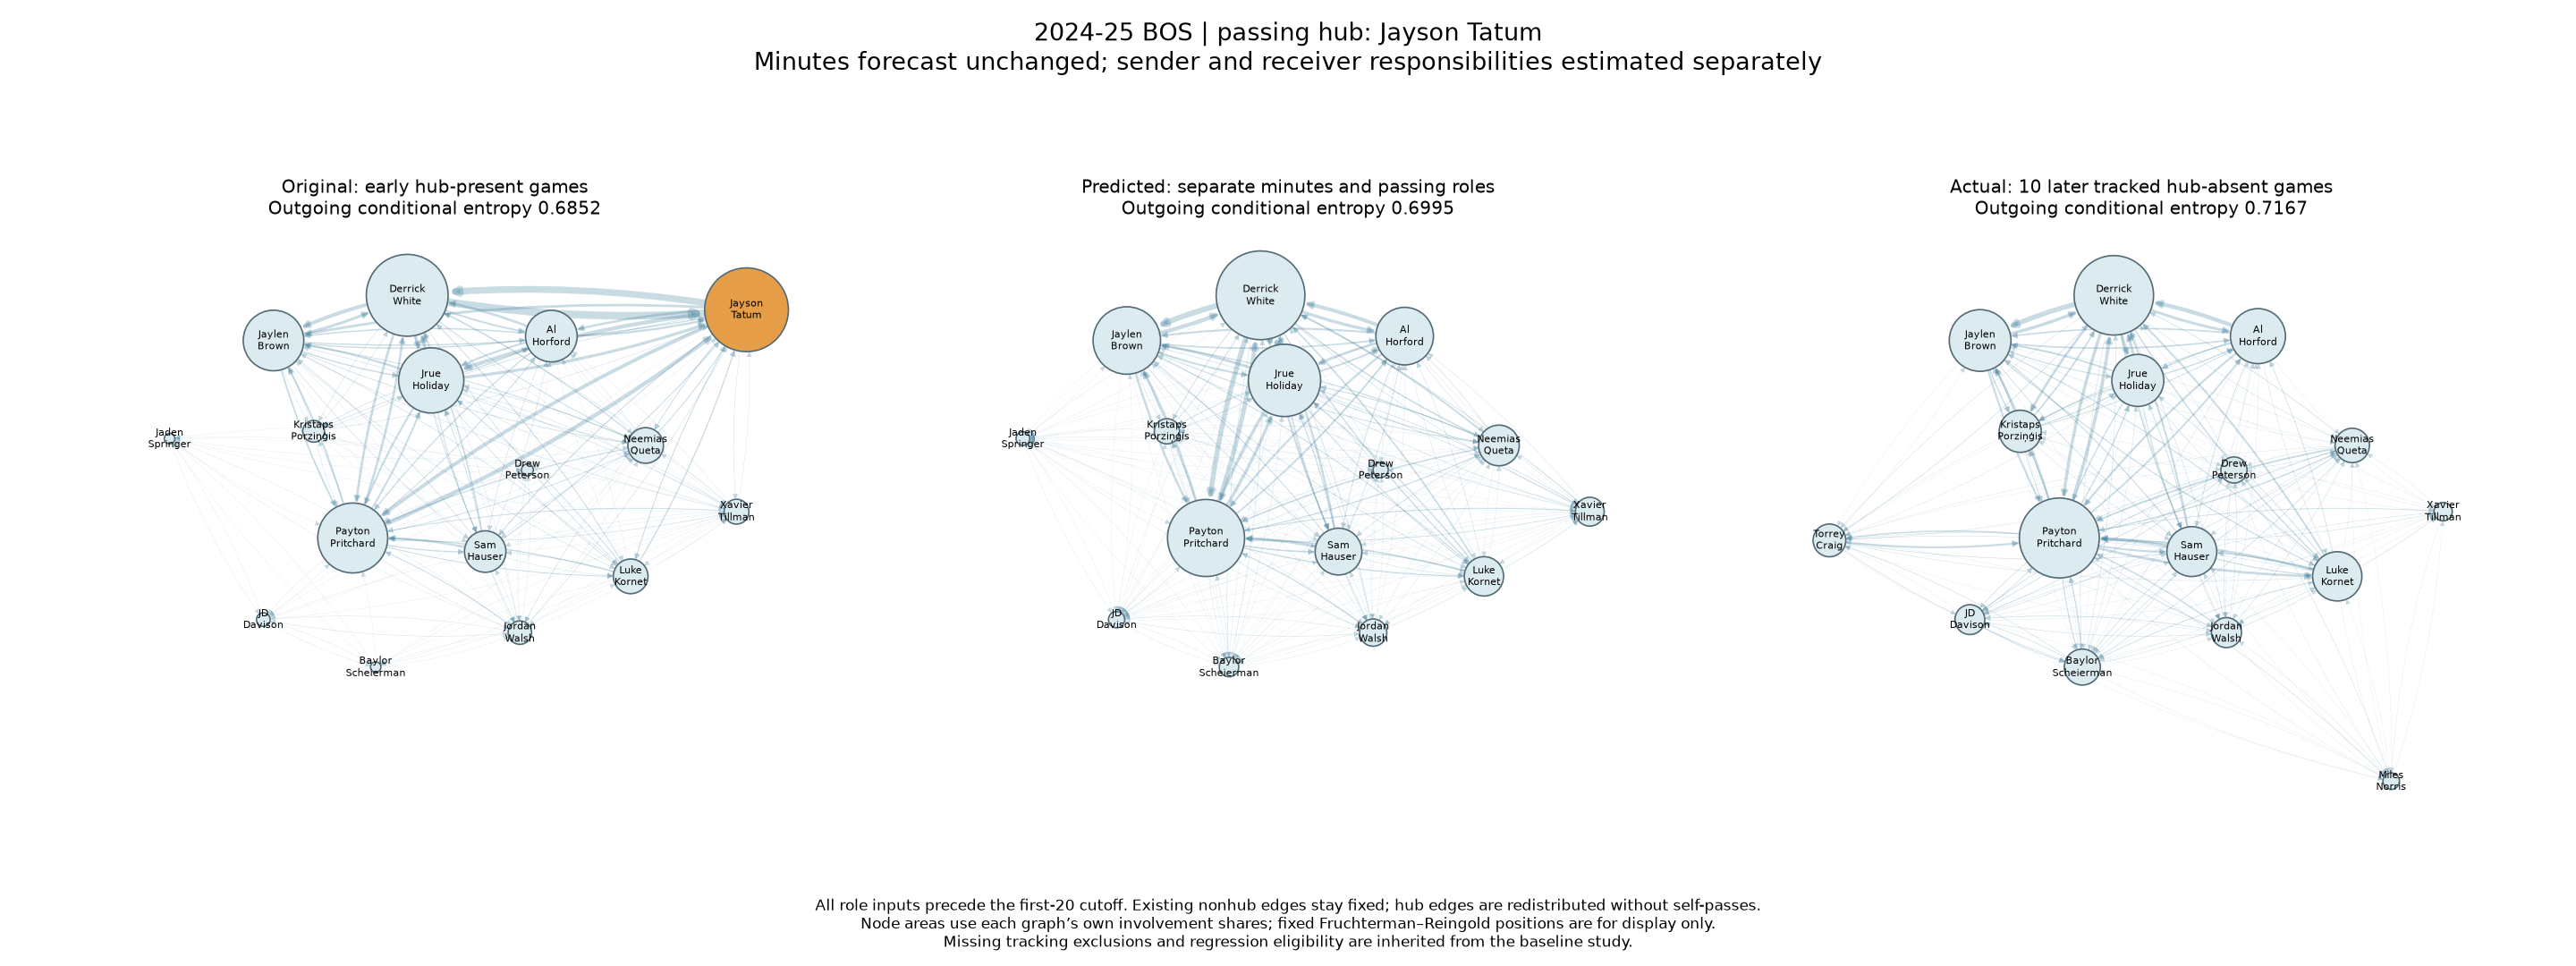 2024-25 BOS | passing hub: Jayson Tatum
Minutes forecast unchanged; sender and receiver responsibilities estimated separately
Original: early hub-present games
Outgoing conditional entropy 0.6852
Derrick
White
Jayson
Tatum
Jaylen
Brown
Al
Horford
Jrue
Holiday
Jaden
Springer
Kristaps
Porziņģis
Neemias
Queta
Drew
Peterson
Xavier
Tillman
Payton
Pritchard
Sam
Hauser
Luke
Kornet
JD
Davison
Jordan
Walsh
Baylor
Scheierman
Predicted: separate minutes and passing roles
Outgoing conditional entropy 0.6995
Derrick
White
Jaylen
Brown
Al
Horford
Jrue
Holiday
Jaden
Springer
Kristaps
Porziņģis
Neemias
Queta
Drew
Peterson
Xavier
Tillman
Payton
Pritchard
Sam
Hauser
Luke
Kornet
JD
Davison
Jordan
Walsh
Baylor
Scheierman
Actual: 10 later tracked hub-absent games
Outgoing conditional entropy 0.7167
Derrick
White
Jaylen
Brown
Al
Horford
Jrue
Holiday
Kristaps
Porziņģis
Neemias
Queta
Drew
Peterson
Xavier
Tillman
Torrey
Craig
Payton
Pritchard
Sam
Hauser
Luke
Kornet
JD
Davison
Jordan
Walsh
Baylor
Scheierman
Miles
Norris
All role inputs precede the first-20 cutoff. Existing nonhub edges stay fixed; hub edges are redistributed without self-passes.
Node areas use each graph’s own involvement shares; fixed Fruchterman–Reingold positions are for display only.
Missing tracking exclusions and regression eligibility are inherited from the baseline study.